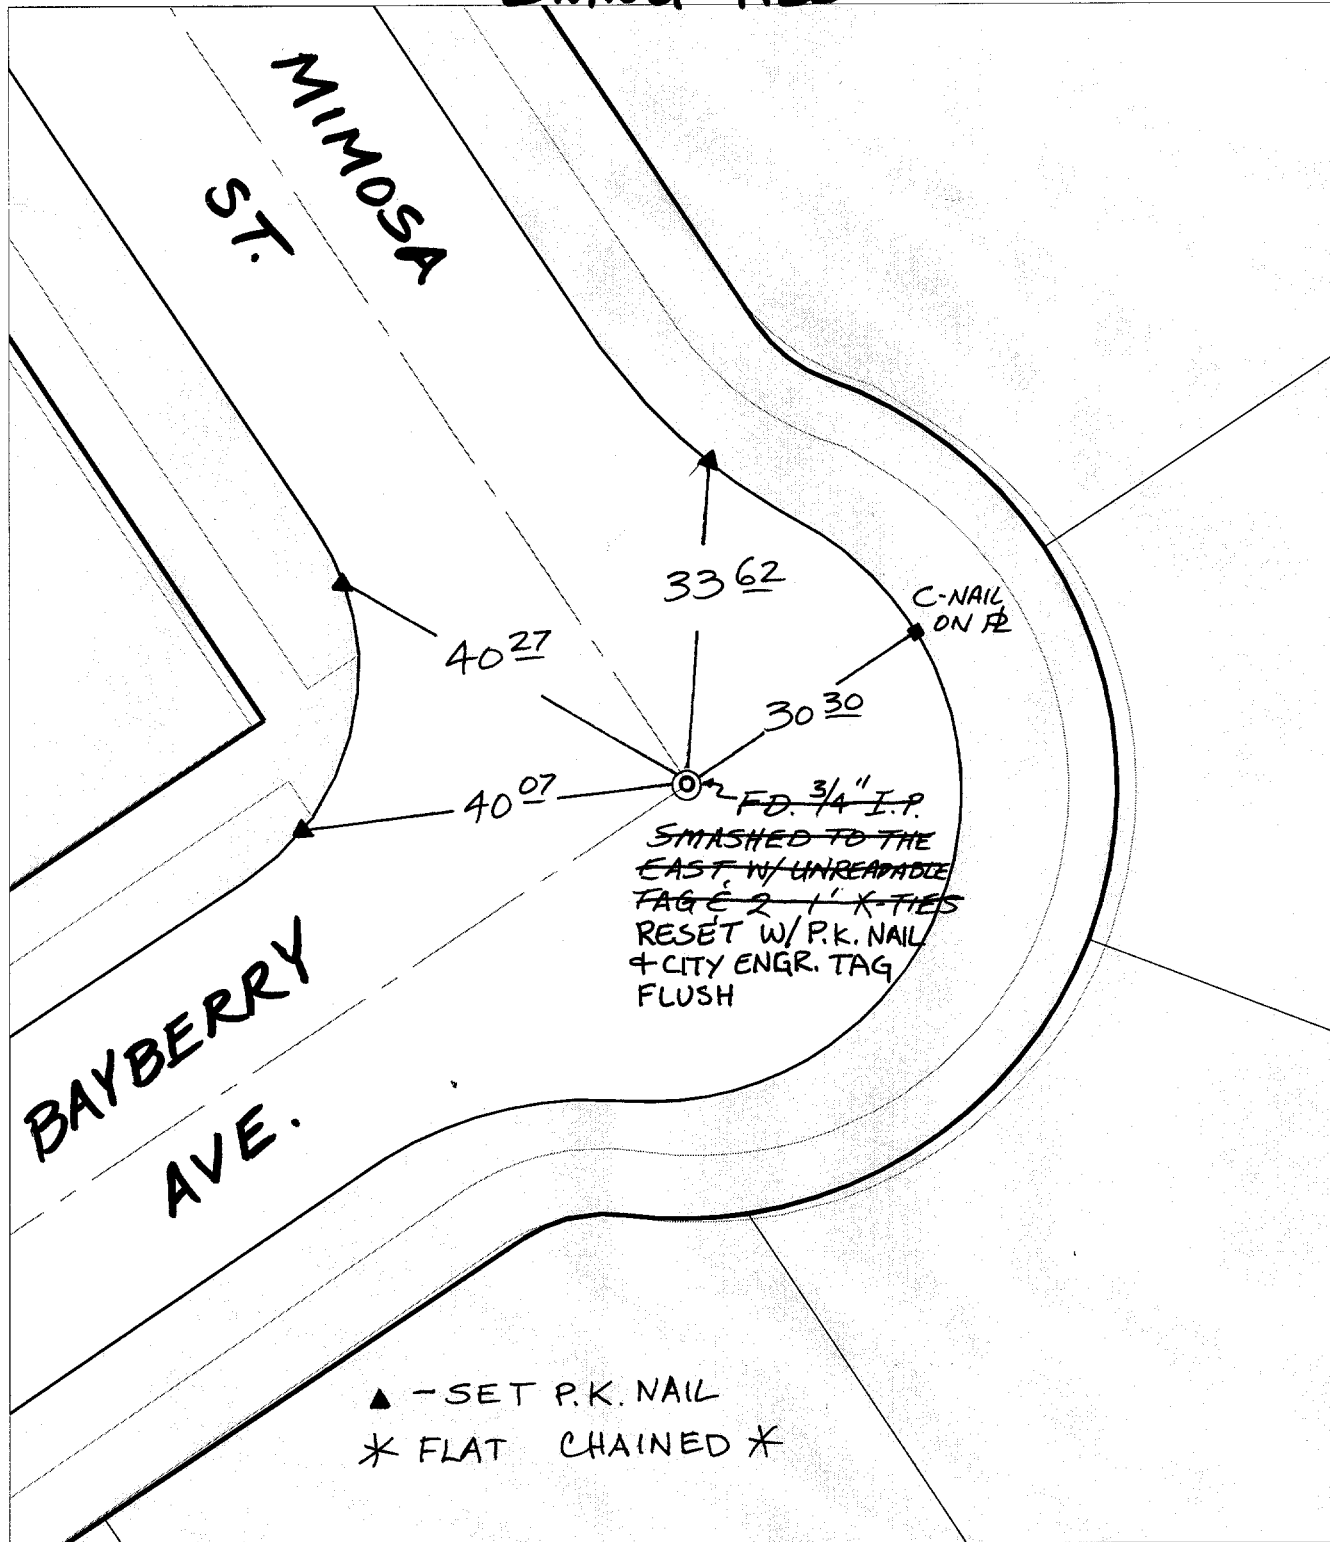 MIMOSA
ST.
33 62
C-NAIL
ON PL
40 27
30 30
40 07
FD. 3/4" I.P.
SMASHED TO THE
EAST W/ UNREADABLE
TAG & 2 - 1' X-TIES
RESET W/ P.K. NAIL
& CITY ENGR. TAG
FLUSH
BAYBERRY
AVE.
▲ - SET P.K. NAIL
* FLAT CHAINED *